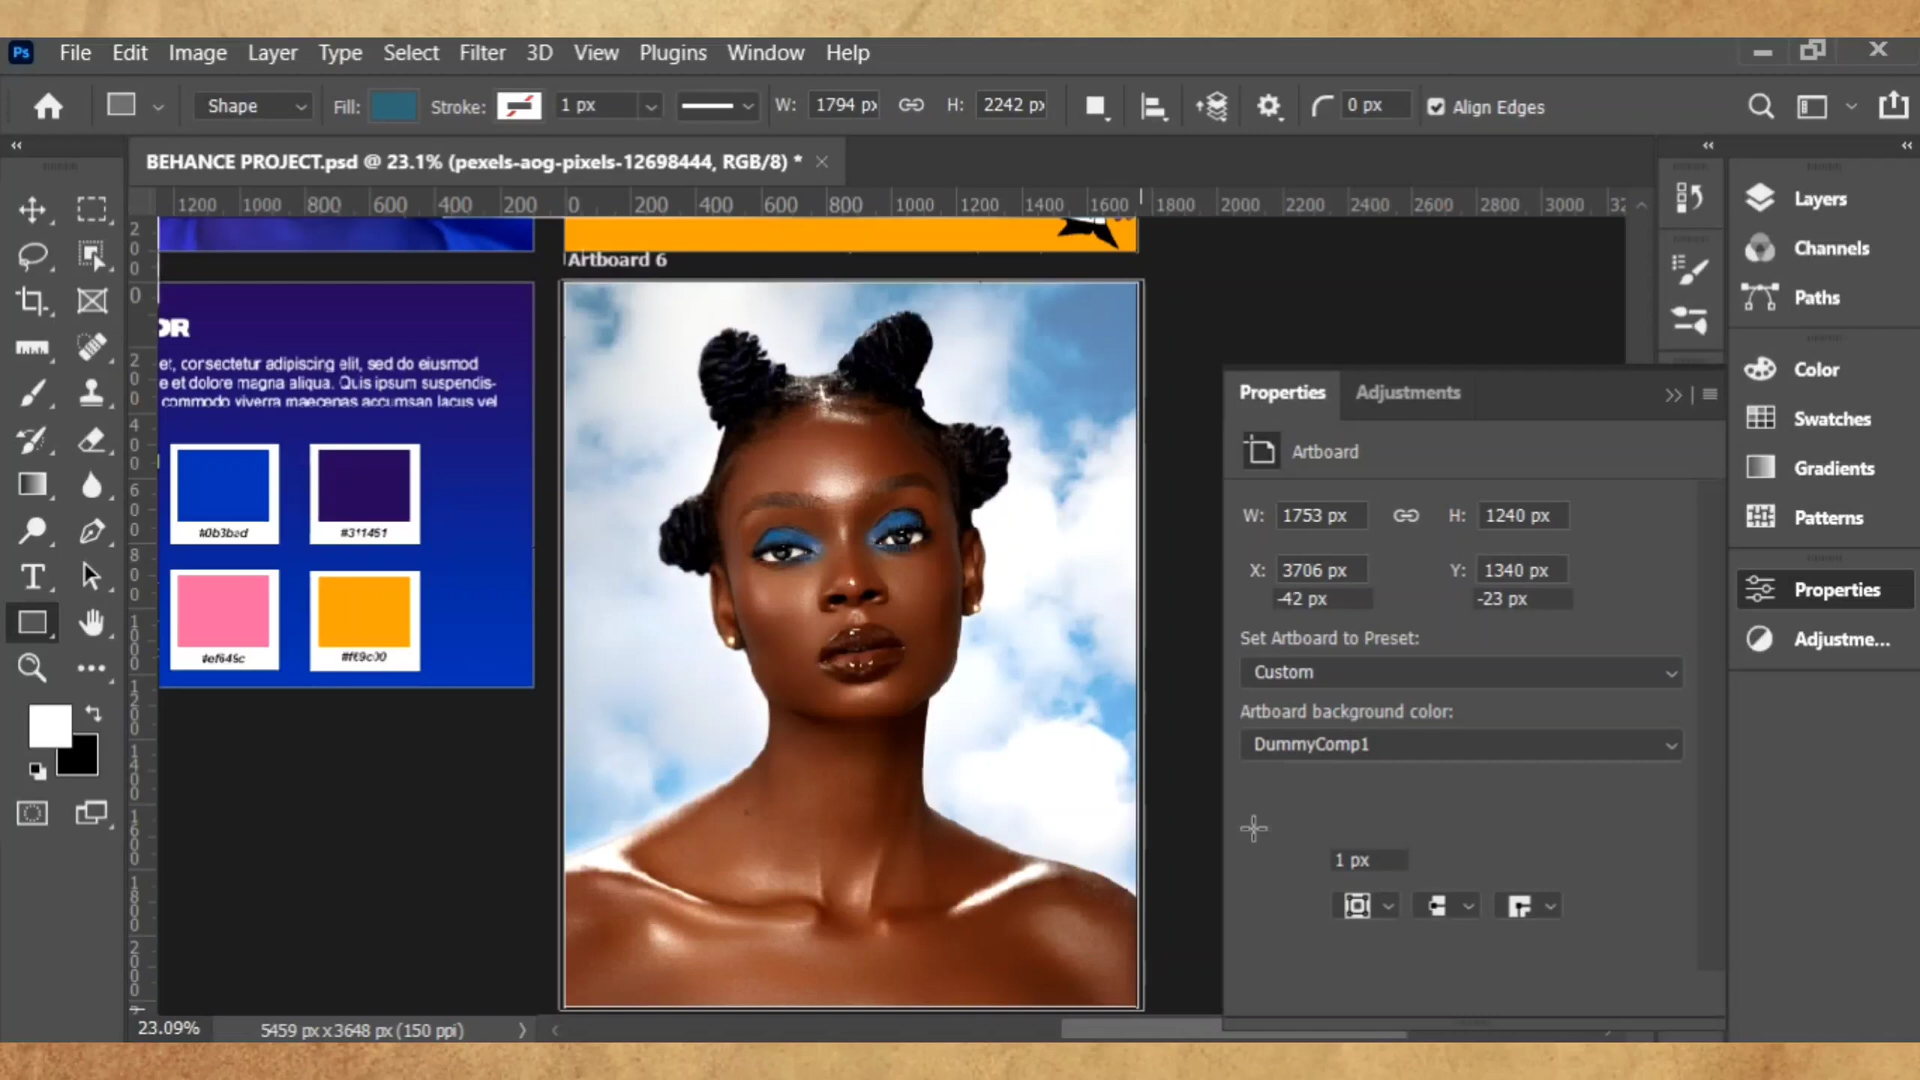 Ps File Edit Image Layer Type Select Filter 3D View Plugins Window Help
Shape Fill: Stroke: 1 px W: 1794 px H: 2242 px 0 px Align Edges
BEHANCE PROJECT.psd @ 23.1% (pexels-aog-pixels-12698444, RGB/8) *
1200 1000 800 600 400 200 0 200 400 600 800 1000 1200 1400 1600 1800 2000 2200 2400 2600 2800 3000
Artboard 6
OR
et, consectetur adipiscing elit, sed do eiusmod
e et dolore magna aliqua. Quis ipsum suspendis-
commodo viverra maecenas accumsan lacus vel
#311451
Properties Adjustments
Artboard
W: 1753 px H: 1240 px
X: 3706 px Y: 1340 px
-42 px -23 px
Set Artboard to Preset:
Custom
Artboard background color:
DummyComp1
1 px
Layers
Channels
Paths
Color
Swatches
Gradients
Patterns
Properties
Adjustme...
23.09% 5459 px x 3648 px (150 ppi)